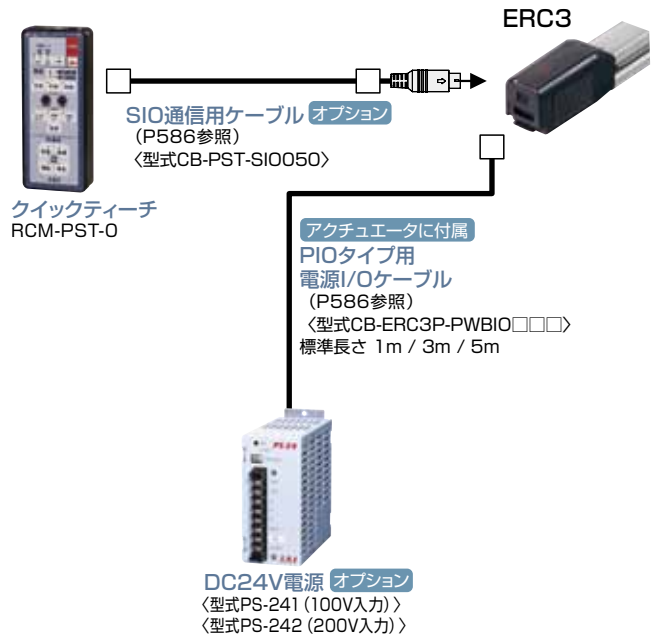 ERC3
SIO通信用ケーブル オプション
(P586参照)
〈型式CB-PST-SIO050〉
クイックティーチ
RCM-PST-0
アクチュエータに付属
PIOタイプ用
電源I/Oケーブル
(P586参照)
〈型式CB-ERC3P-PWBIO□□□〉
標準長さ 1m / 3m / 5m
PS-24
DC24V電源 オプション
〈型式PS-241(100V入力)〉
〈型式PS-242(200V入力)〉